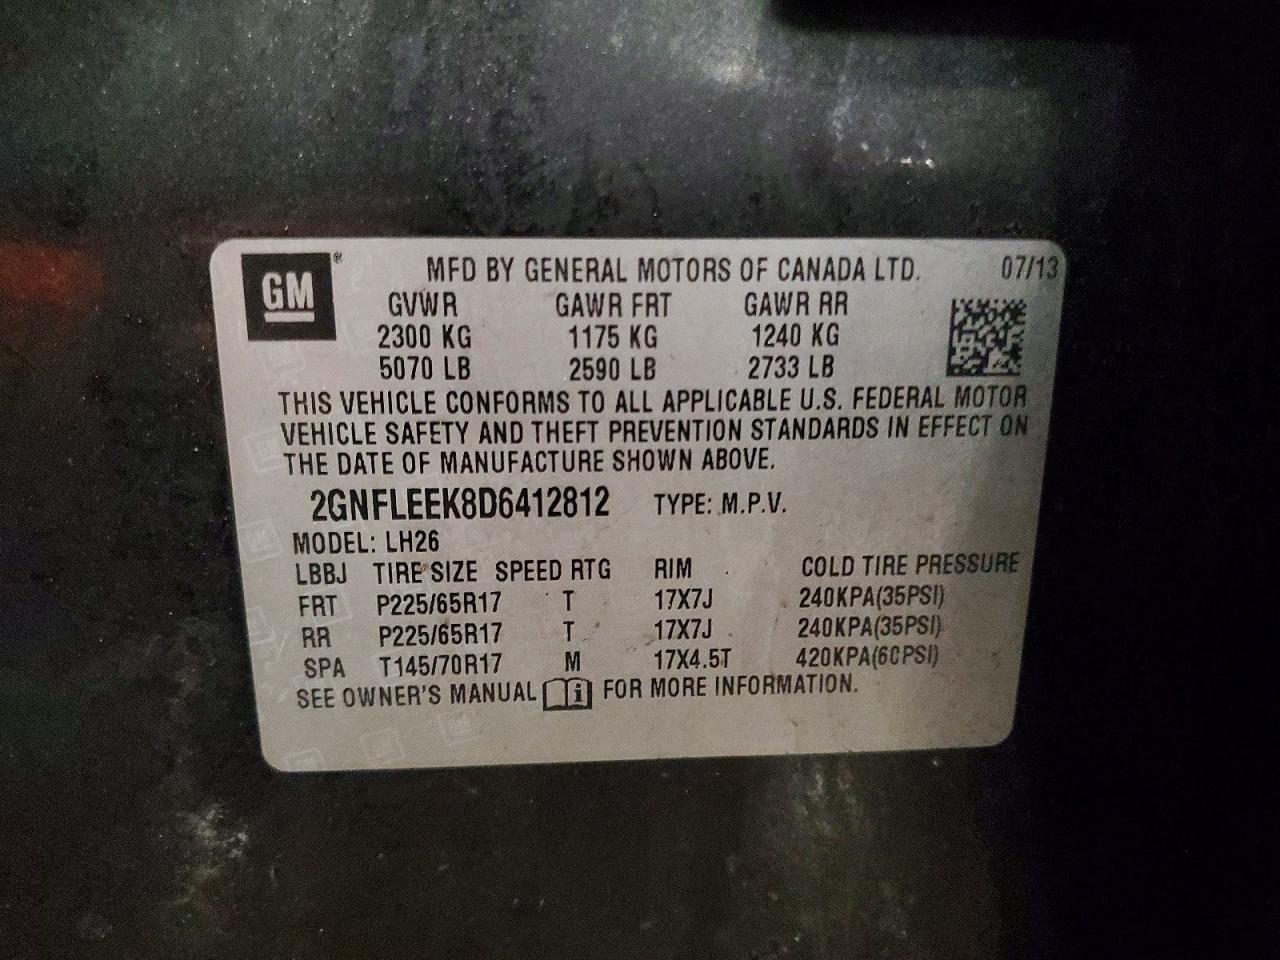 GM® MFD BY GENERAL MOTORS OF CANADA LTD. 07/13
GVWR GAWR FRT GAWR RR
2300 KG 1175 KG 1240 KG
5070 LB 2590 LB 2733 LB
THIS VEHICLE CONFORMS TO ALL APPLICABLE U.S. FEDERAL MOTOR
VEHICLE SAFETY AND THEFT PREVENTION STANDARDS IN EFFECT ON
THE DATE OF MANUFACTURE SHOWN ABOVE.
2GNFLEEK8D6412812 TYPE: M.P.V.
MODEL: LH26
LBBJ TIRE SIZE SPEED RTG RIM COLD TIRE PRESSURE
FRT P225/65R17 T 17X7J 240KPA(35PSI)
RR P225/65R17 T 17X7J 240KPA(35PSI)
SPA T145/70R17 M 17X4.5T 420KPA(60PSI)
SEE OWNER'S MANUAL i FOR MORE INFORMATION.